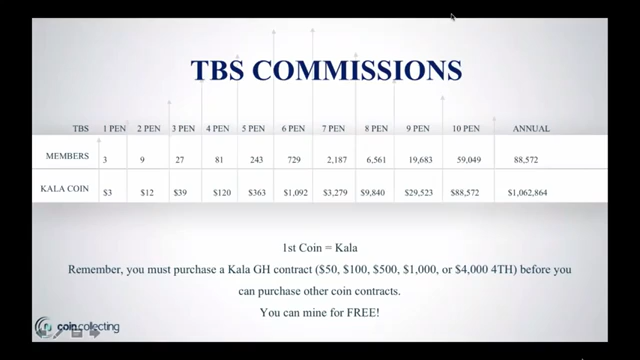 TBS COMMISSIONS
TBS 1 PEN 2 PEN 3 PEN 4 PEN 5 PEN 6 PEN 7 PEN 8 PEN 9 PEN 10 PEN ANNUAL
MEMBERS 3 9 27 81 243 729 2,187 6,561 19,683 59,049 88,572
KALA COIN $3 $12 $39 $120 $363 $1,092 $3,279 $9,840 $29,523 $88,572 $1,062,864
1st Coin = Kala
Remember, you must purchase a Kala GH contract ($50, $100, $500, $1,000, or $4,000 4TH) before you
can purchase other coin contracts.
You can mine for FREE!
coincollecting